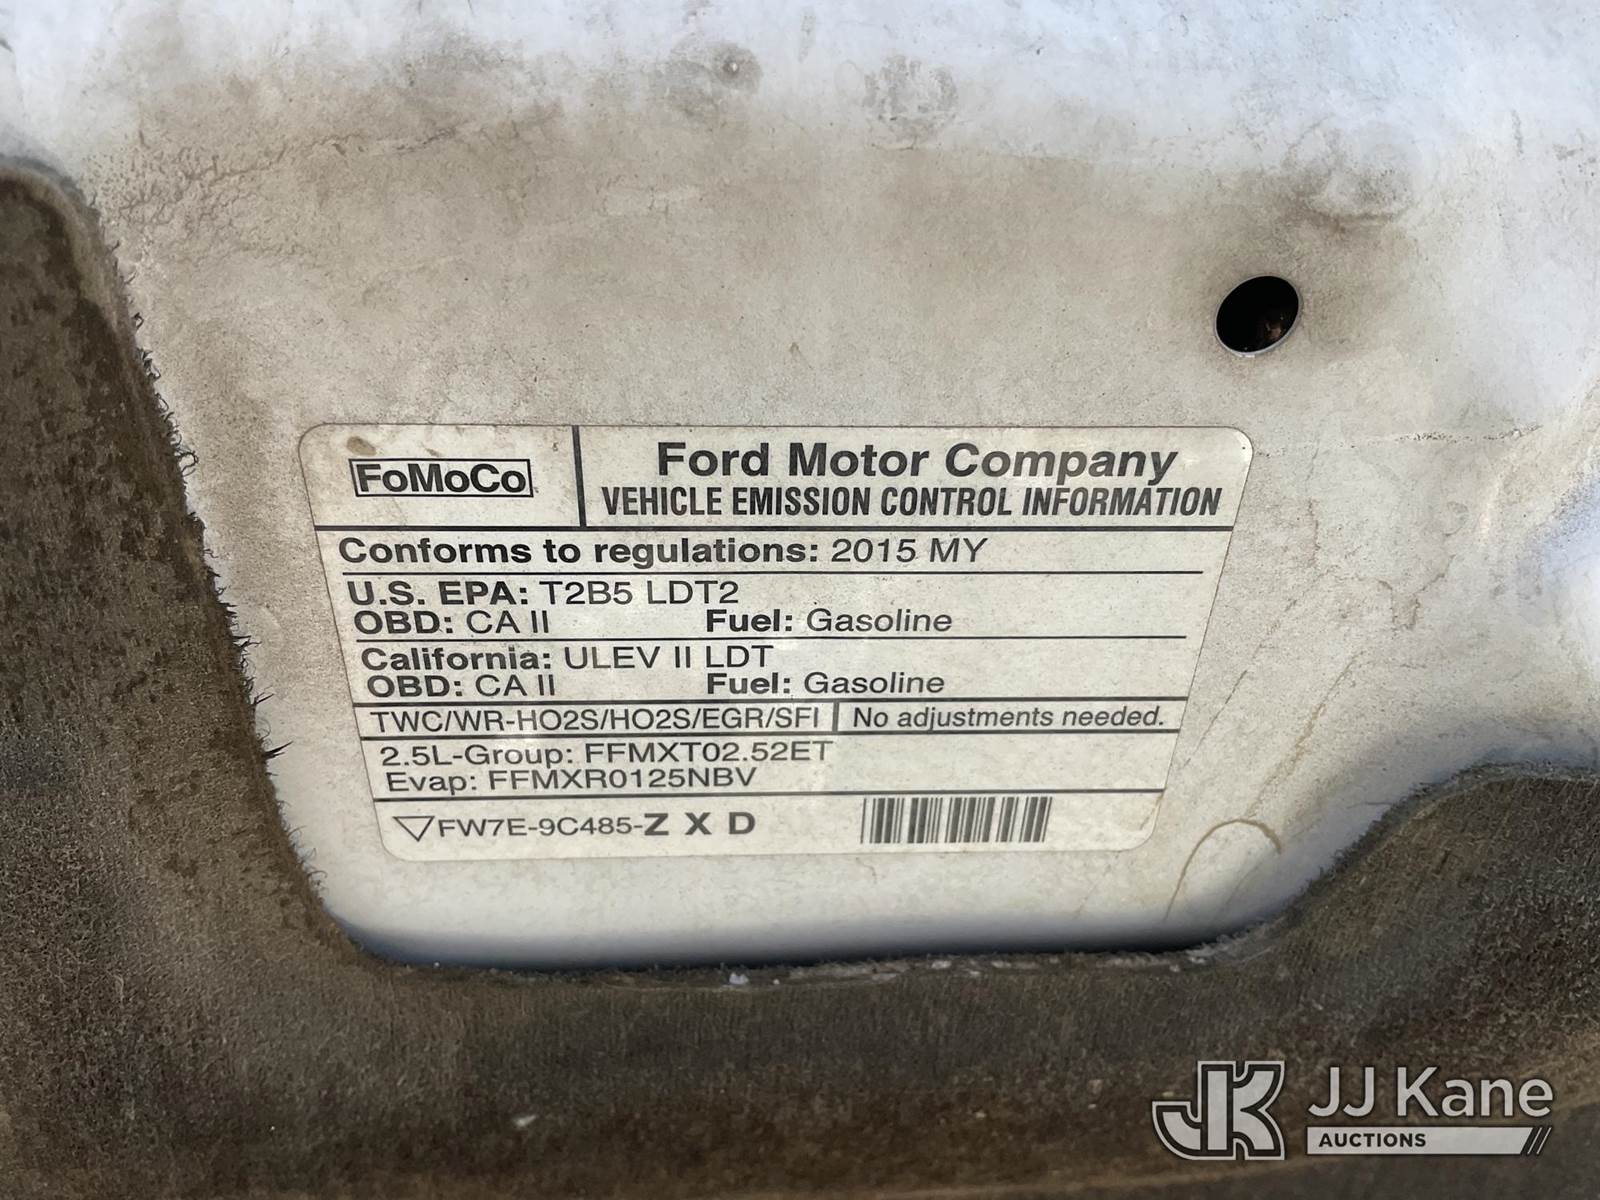 FoMoCo
Ford Motor Company
VEHICLE EMISSION CONTROL INFORMATION
Conforms to regulations: 2015 MY
U.S. EPA: T2B5 LDT2
OBD: CA II Fuel: Gasoline
California: ULEV II LDT
OBD: CA II Fuel: Gasoline
TWC/WR-HO2S/HO2S/EGR/SFI No adjustments needed.
2.5L-Group: FFMXT02.52ET
Evap: FFMXR0125NBV
FW7E-9C485-Z X D
JK JJ Kane
AUCTIONS